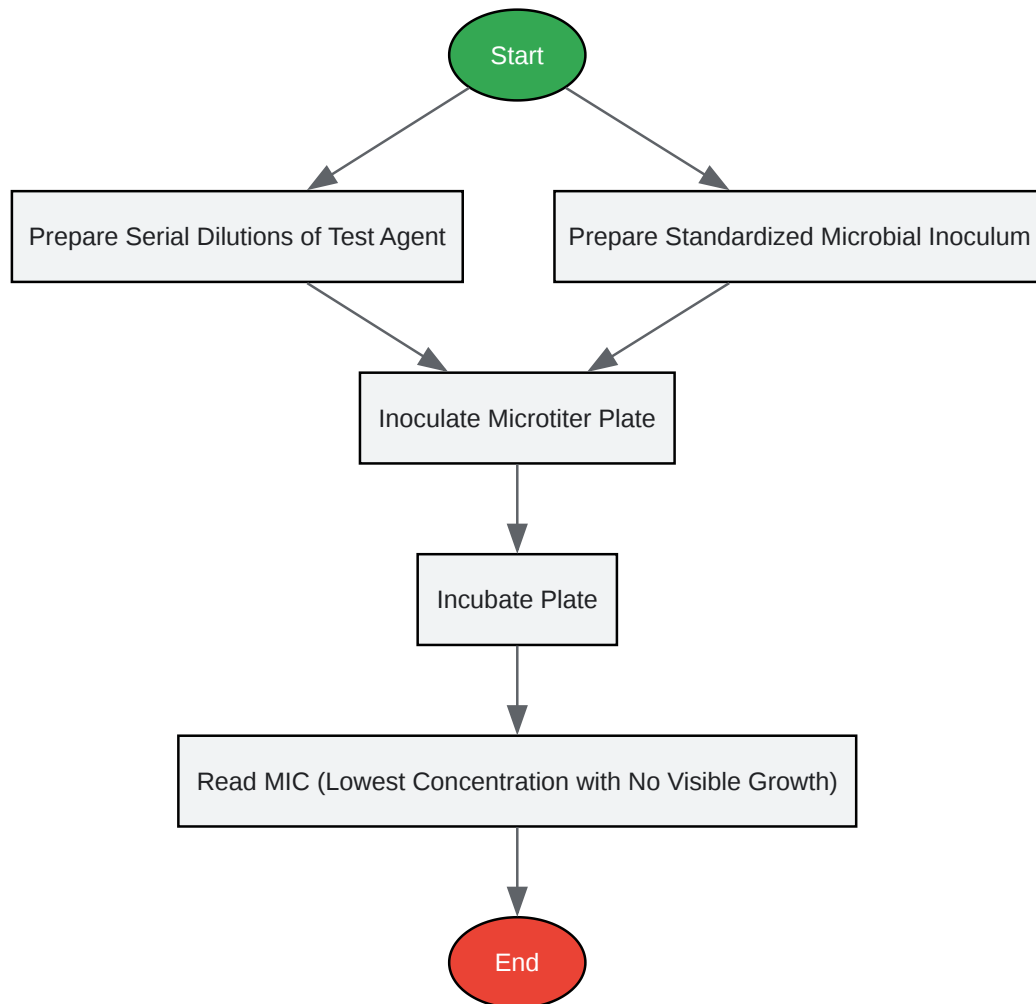 Start
Prepare Serial Dilutions of Test Agent
Prepare Standardized Microbial Inoculum
Inoculate Microtiter Plate
Incubate Plate
Read MIC (Lowest Concentration with No Visible Growth)
End